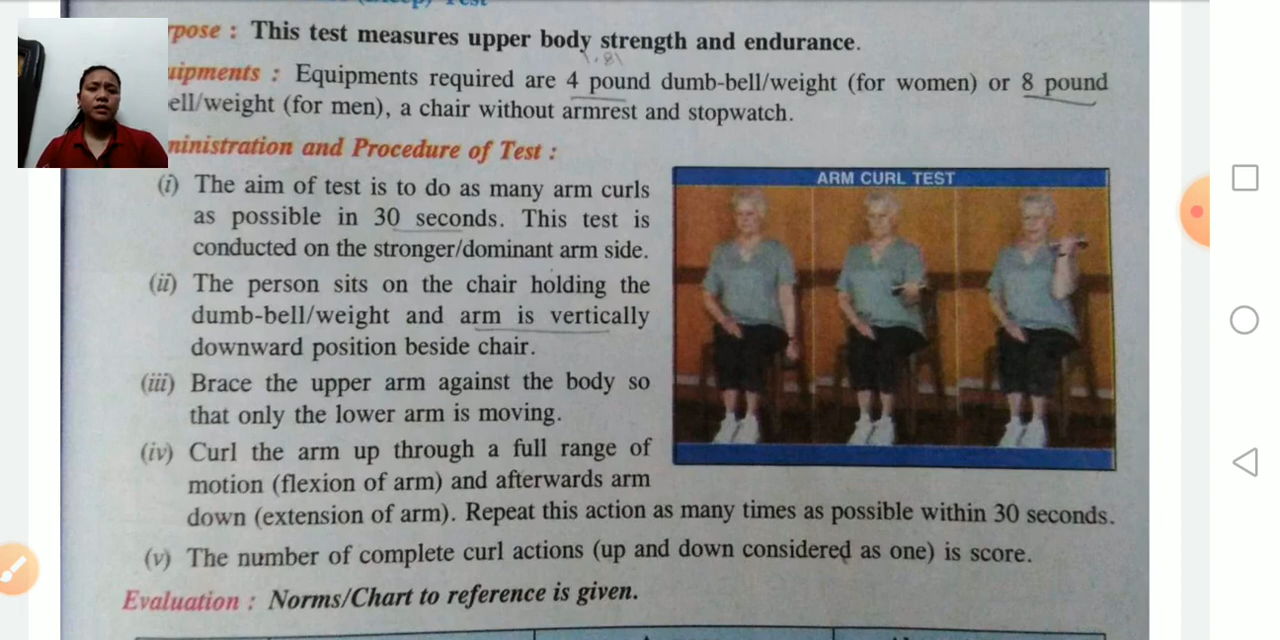 (Bicep) Test
rpose : This test measures upper body strength and endurance.
1.81
uipments : Equipments required are 4 pound dumb-bell/weight (for women) or 8 pound
ell/weight (for men), a chair without armrest and stopwatch.
ninistration and Procedure of Test :
(i) The aim of test is to do as many arm curls
as possible in 30 seconds. This test is
conducted on the stronger/dominant arm side.
(ii) The person sits on the chair holding the
dumb-bell/weight and arm is vertically
downward position beside chair.
(iii) Brace the upper arm against the body so
that only the lower arm is moving.
(iv) Curl the arm up through a full range of
motion (flexion of arm) and afterwards arm
down (extension of arm). Repeat this action as many times as possible within 30 seconds.
(v) The number of complete curl actions (up and down considered as one) is score.
Evaluation : Norms/Chart to reference is given.
ARM CURL TEST